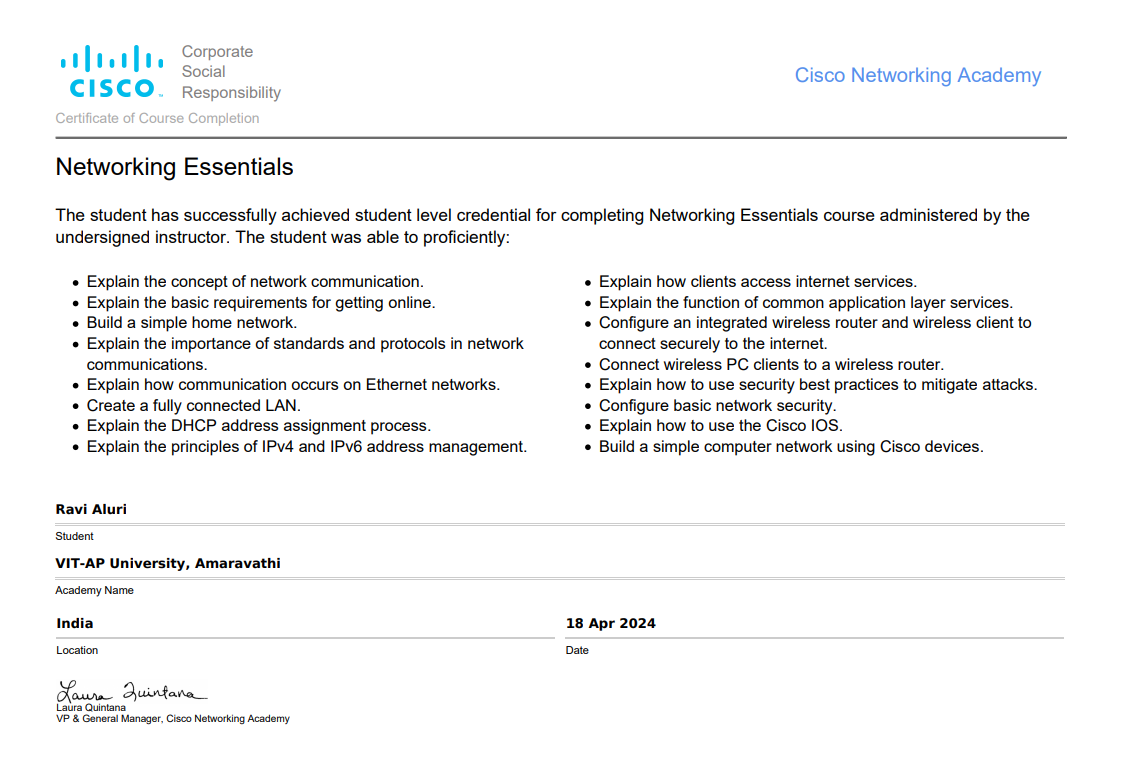 Corporate
Social
Responsibility
CISCO
Cisco Networking Academy
Certificate of Course Completion
Networking Essentials
The student has successfully achieved student level credential for completing Networking Essentials course administered by the
undersigned instructor. The student was able to proficiently:
• Explain the concept of network communication.
• Explain the basic requirements for getting online.
• Build a simple home network.
• Explain the importance of standards and protocols in network
communications.
• Explain how communication occurs on Ethernet networks.
• Create a fully connected LAN.
• Explain the DHCP address assignment process.
• Explain the principles of IPv4 and IPv6 address management.
• Explain how clients access internet services.
• Explain the function of common application layer services.
• Configure an integrated wireless router and wireless client to
connect securely to the internet.
• Connect wireless PC clients to a wireless router.
• Explain how to use security best practices to mitigate attacks.
• Configure basic network security.
• Explain how to use the Cisco IOS.
• Build a simple computer network using Cisco devices.
Ravi Aluri
Student
VIT-AP University, Amaravathi
Academy Name
India
Location
18 Apr 2024
Date
Laura Quintana
Laura Quintana
VP & General Manager, Cisco Networking Academy